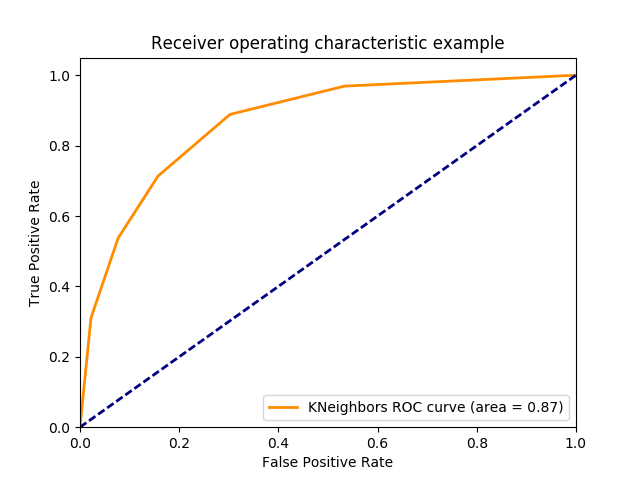 Receiver operating characteristic example
True Positive Rate
1.0
0.8
0.6
0.4
0.2
0.0
KNeighbors ROC curve (area = 0.87)
0.0 0.2 0.4 0.6 0.8 1.0
False Positive Rate